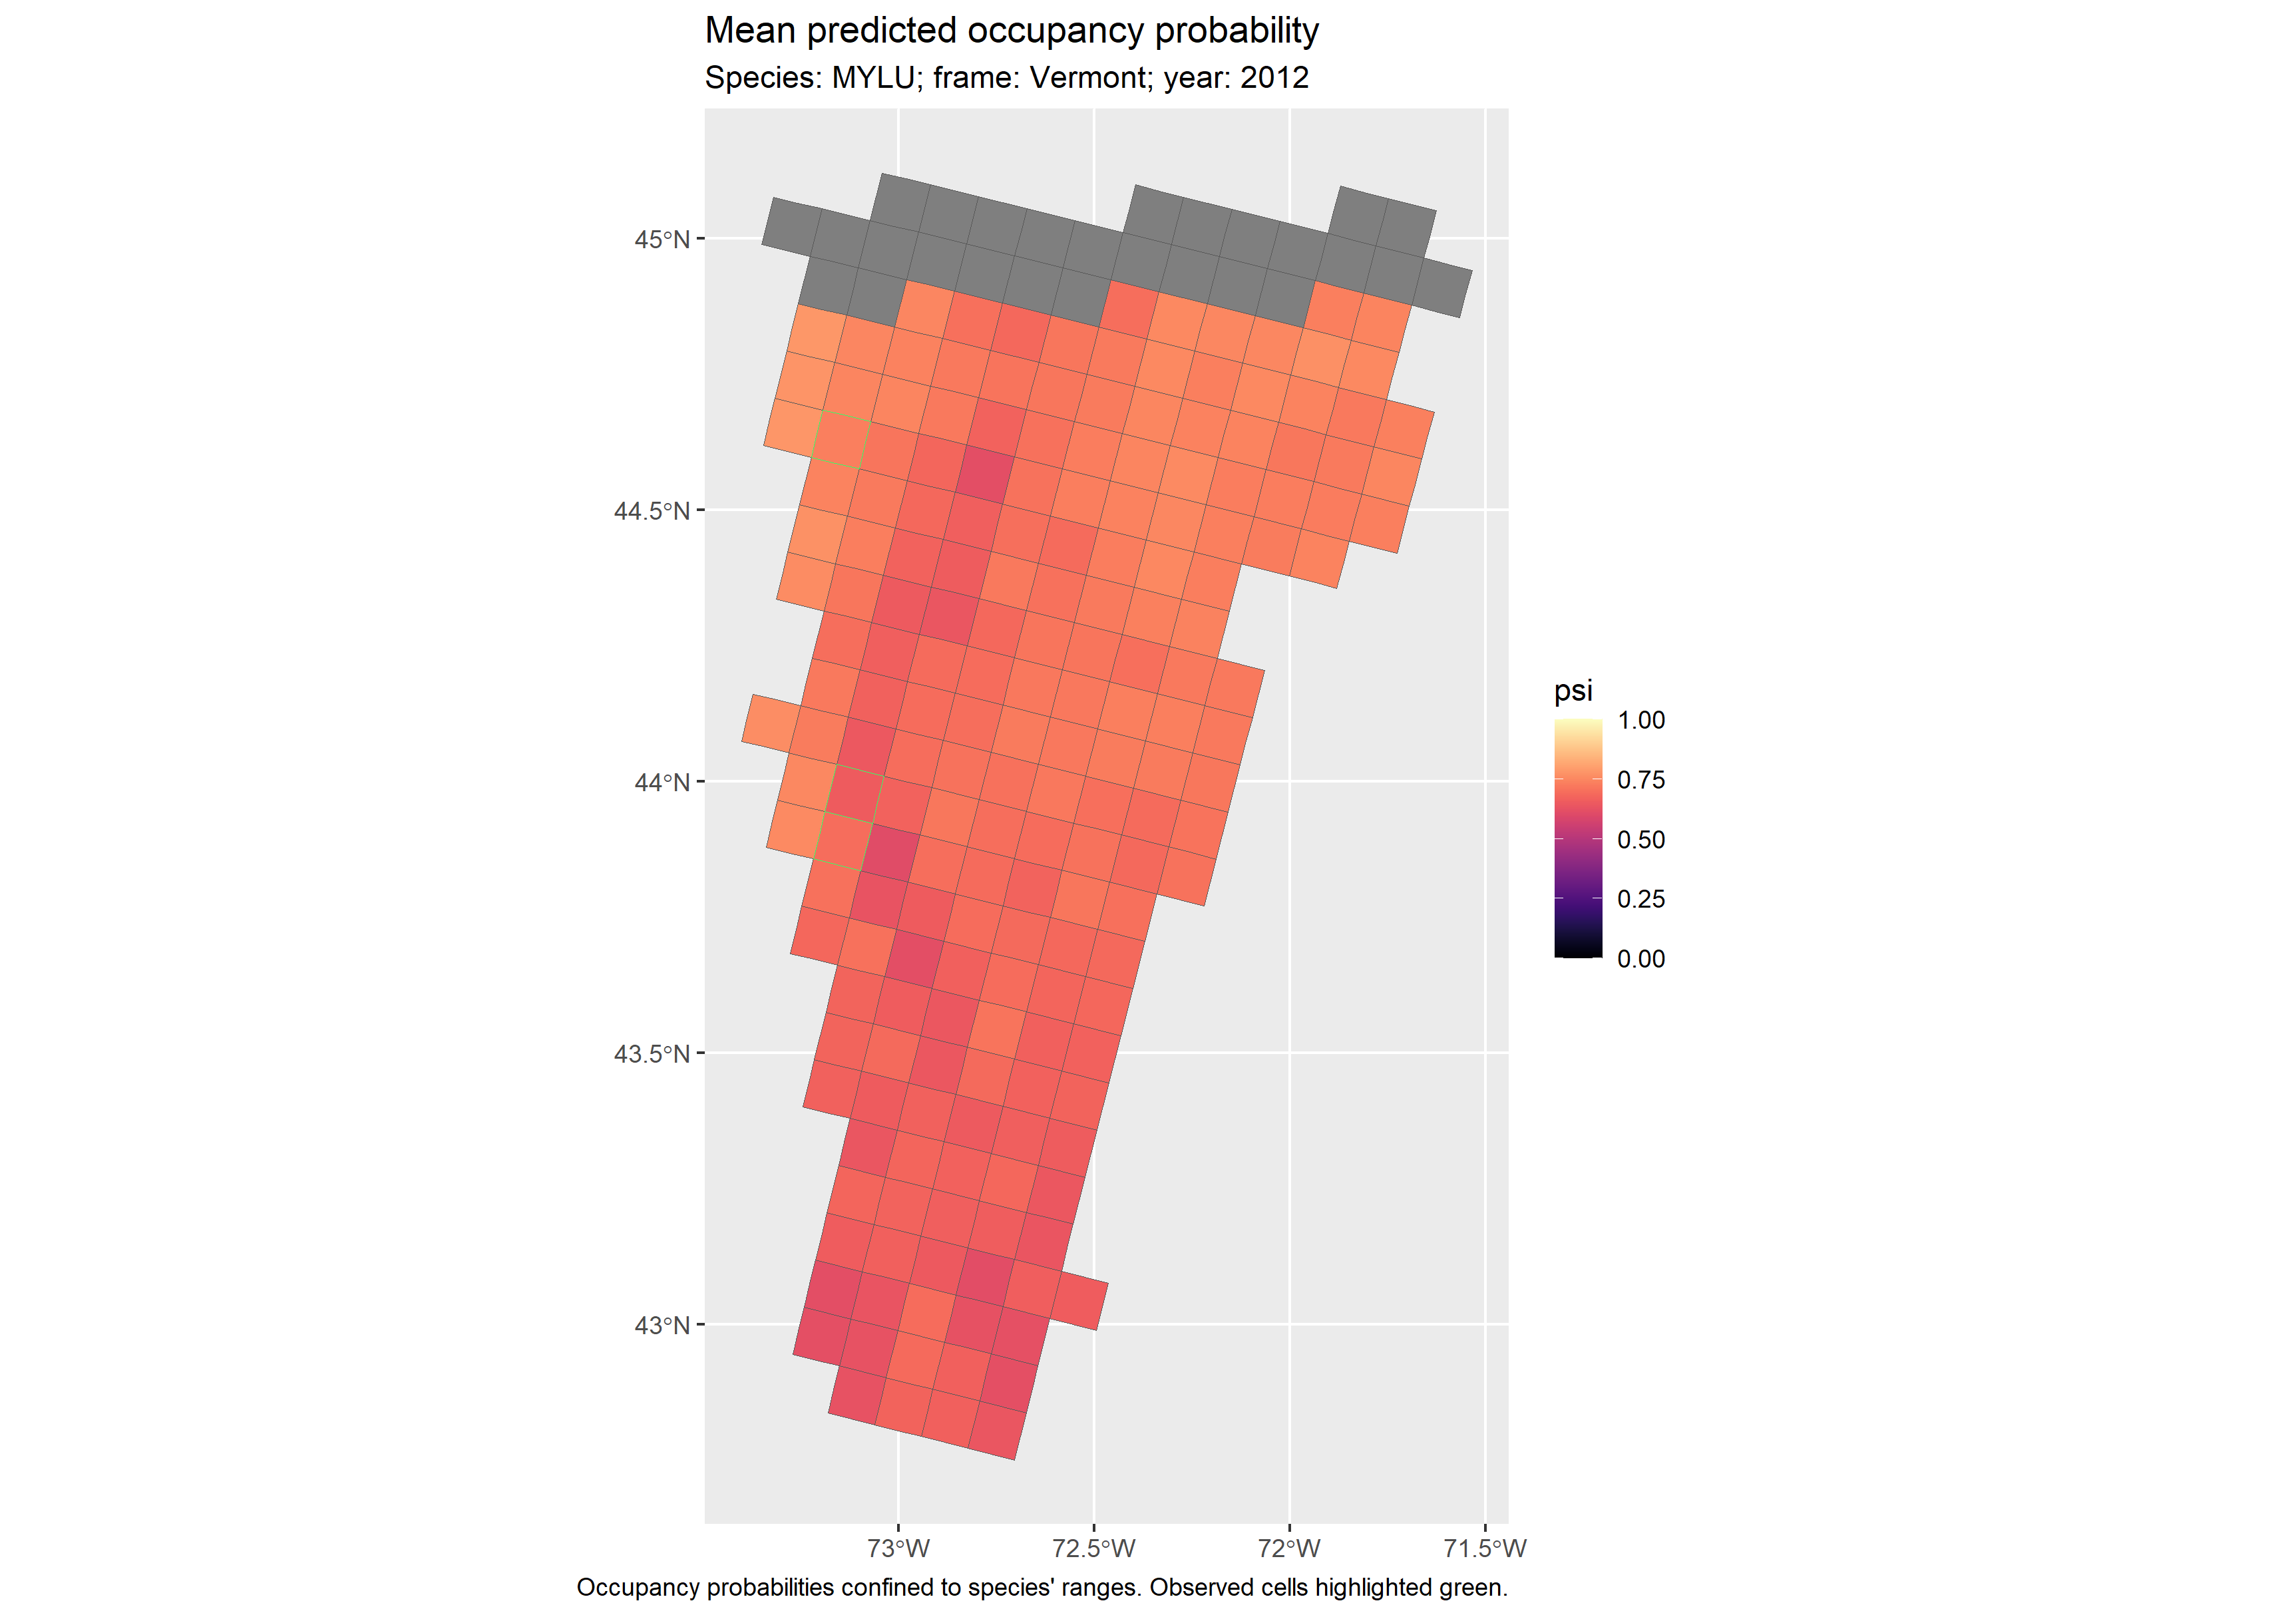 Mean predicted occupancy probability
Species: MYLU; frame: Vermont; year: 2012
45°N
44.5°N
44°N
43.5°N
43°N
73°W
72.5°W
72°W
71.5°W
psi
1.00
0.75
0.50
0.25
0.00
Occupancy probabilities confined to species' ranges. Observed cells highlighted green.